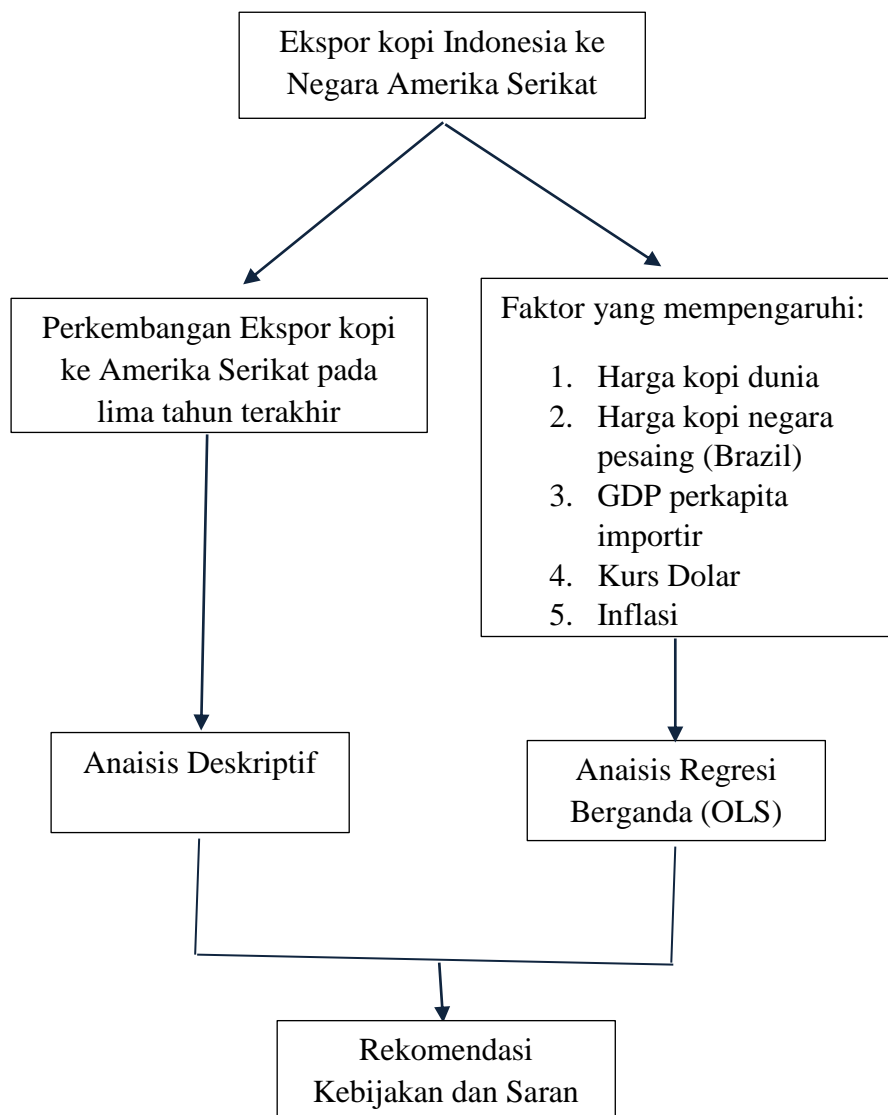 Ekspor kopi Indonesia ke
Negara Amerika Serikat
Perkembangan Ekspor kopi
ke Amerika Serikat pada
lima tahun terakhir
Faktor yang mempengaruhi:
1. Harga kopi dunia
2. Harga kopi negara
pesaing (Brazil)
3. GDP perkapita
importir
4. Kurs Dolar
5. Inflasi
Anaisis Deskriptif
Anaisis Regresi
Berganda (OLS)
Rekomendasi
Kebijakan dan Saran